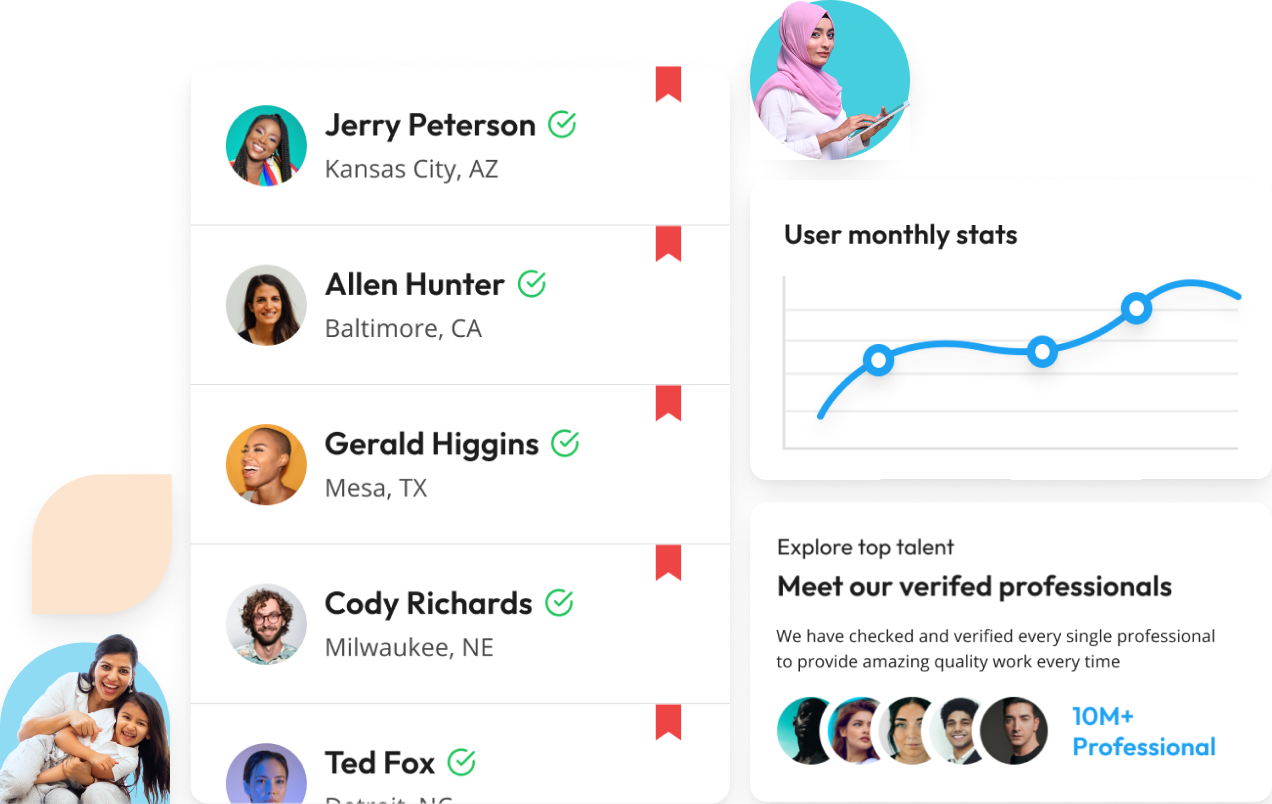 Jerry Peterson
Kansas City, AZ
Allen Hunter
Baltimore, CA
Gerald Higgins
Mesa, TX
Cody Richards
Milwaukee, NE
Ted Fox
Detroit, NC
User monthly stats
Explore top talent
Meet our verifed professionals
We have checked and verified every single professional
to provide amazing quality work every time
10M+
Professional